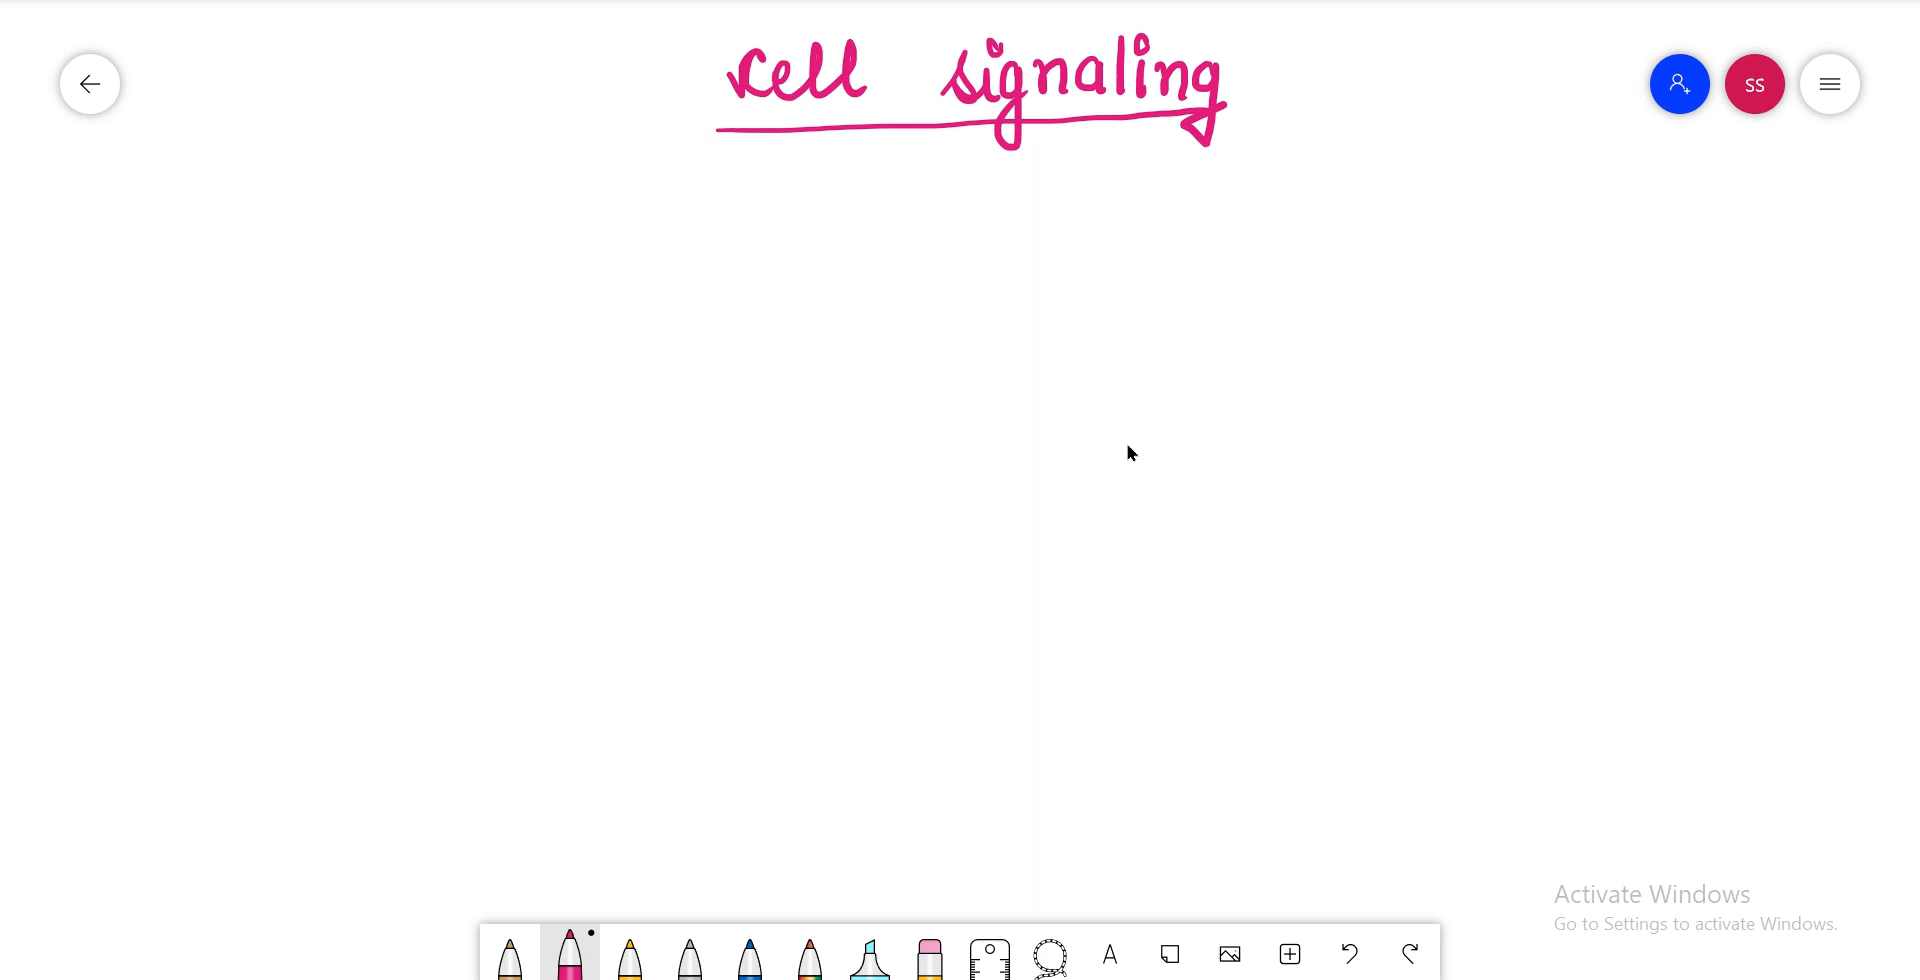 cell signaling
SS
A
Activate Windows
Go to Settings to activate Windows.